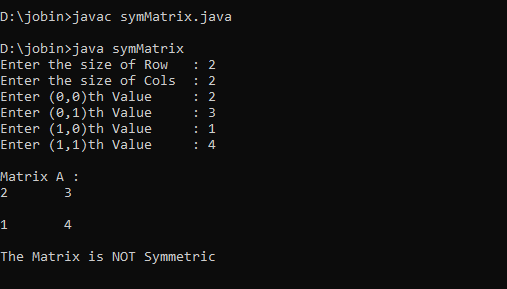 D:\jobin>javac symMatrix.java
D:\jobin>java symMatrix
Enter the size of Row   : 2
Enter the size of Cols  : 2
Enter (0,0)th Value     : 2
Enter (0,1)th Value     : 3
Enter (1,0)th Value     : 1
Enter (1,1)th Value     : 4
Matrix A :
2       3
1       4
The Matrix is NOT Symmetric